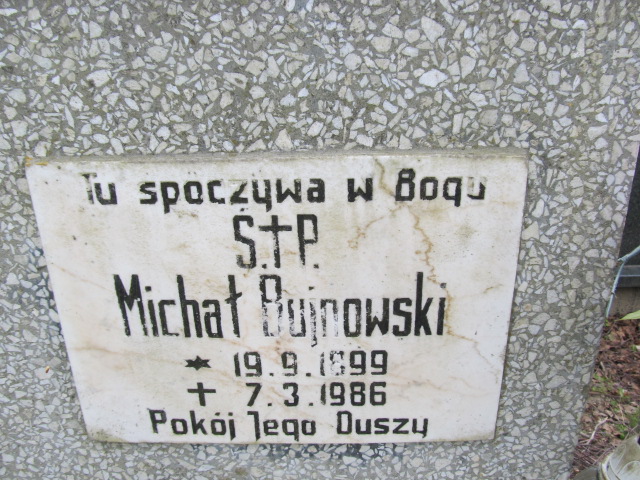 Tu spoczywa w Bogu
Ś.†P.
Michał Bujnowski
* 19.9.1899
† 7.3.1986
Pokój Jego Duszy